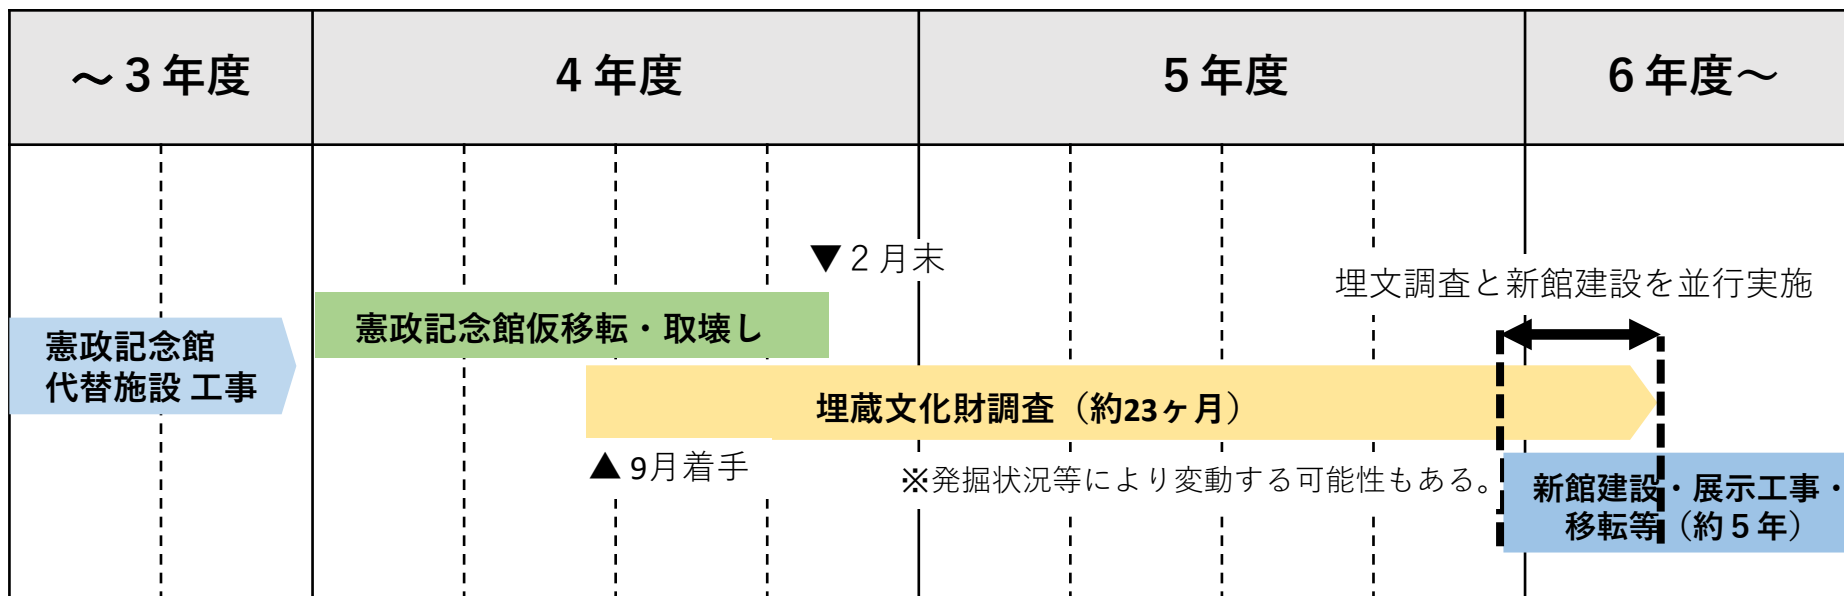 ～３年度
４年度
５年度
６年度～
▼２月末
埋文調査と新館建設を並行実施
憲政記念館仮移転・取壊し
憲政記念館
代替施設 工事
埋蔵文化財調査（約23ヶ月）
▲ 9月着手
※発掘状況等により変動する可能性もある。
新館建設・展示工事・
移転等（約５年）